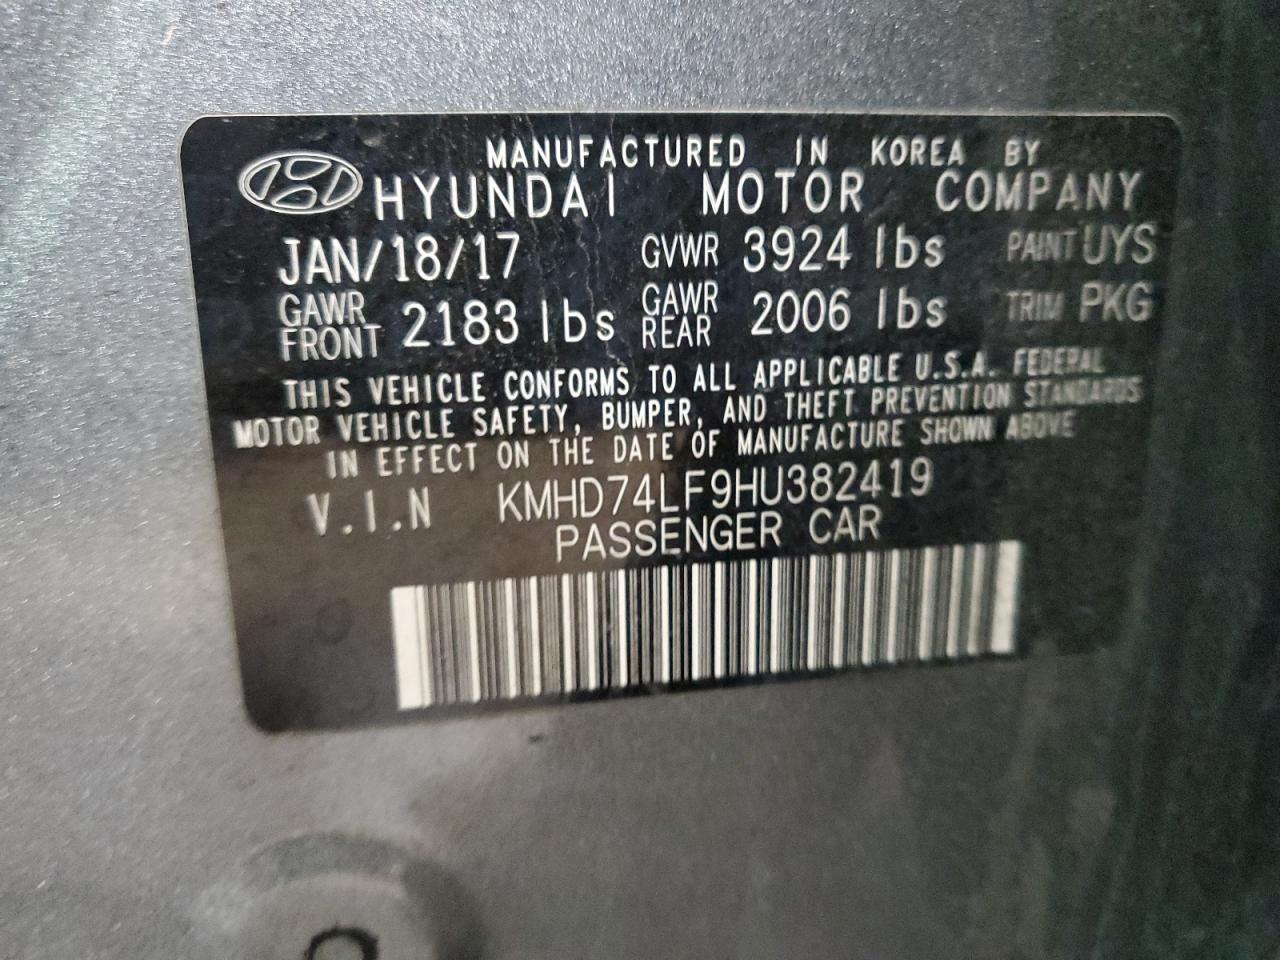 MANUFACTURED IN KOREA BY
HYUNDAI MOTOR COMPANY
JAN/18/17 GVWR 3924 lbs PAINT UYS
GAWR FRONT 2183 lbs GAWR REAR 2006 lbs TRIM PKG
THIS VEHICLE CONFORMS TO ALL APPLICABLE U.S.A. FEDERAL
MOTOR VEHICLE SAFETY, BUMPER, AND THEFT PREVENTION STANDARDS
IN EFFECT ON THE DATE OF MANUFACTURE SHOWN ABOVE
V.I.N KMHD74LF9HU382419
PASSENGER CAR